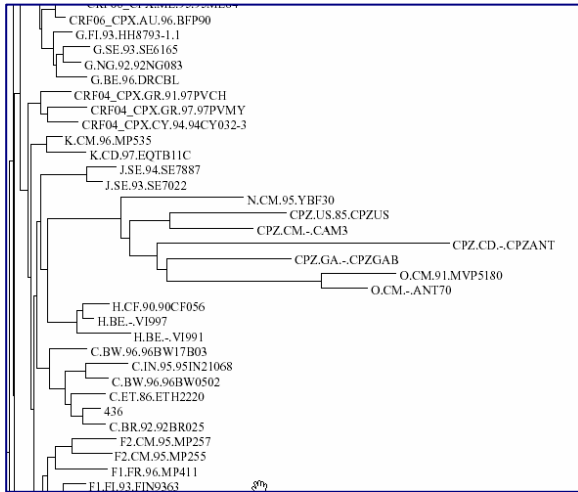 CRF06_CPX.AU.96.BFP90
G.FI.93.HH8793-1.1
G.SE.93.SE6165
G.NG.92.92NG083
G.BE.96.DRCBL
CRF04_CPX.GR.91.97PVCH
CRF04_CPX.GR.97.97PVMY
CRF04_CPX.CY.94.94CY032-3
K.CM.96.MP535
K.CD.97.EQTB11C
J.SE.94.SE7887
J.SE.93.SE7022
N.CM.95.YBF30
CPZ.US.85.CPZUS
CPZ.CM.-.CAM3
CPZ.CD.-.CPZANT
CPZ.GA.-.CPZGAB
O.CM.91.MVP5180
O.CM.-.ANT70
H.CF.90.90CF056
H.BE.-.VI997
H.BE.-.VI991
C.BW.96.96BW17B03
C.IN.95.95IN21068
C.BW.96.96BW0502
C.ET.86.ETH2220
436
C.BR.92.92BR025
F2.CM.95.MP257
F2.CM.95.MP255
F1.FR.96.MP411
F1.FI.93.FIN9363